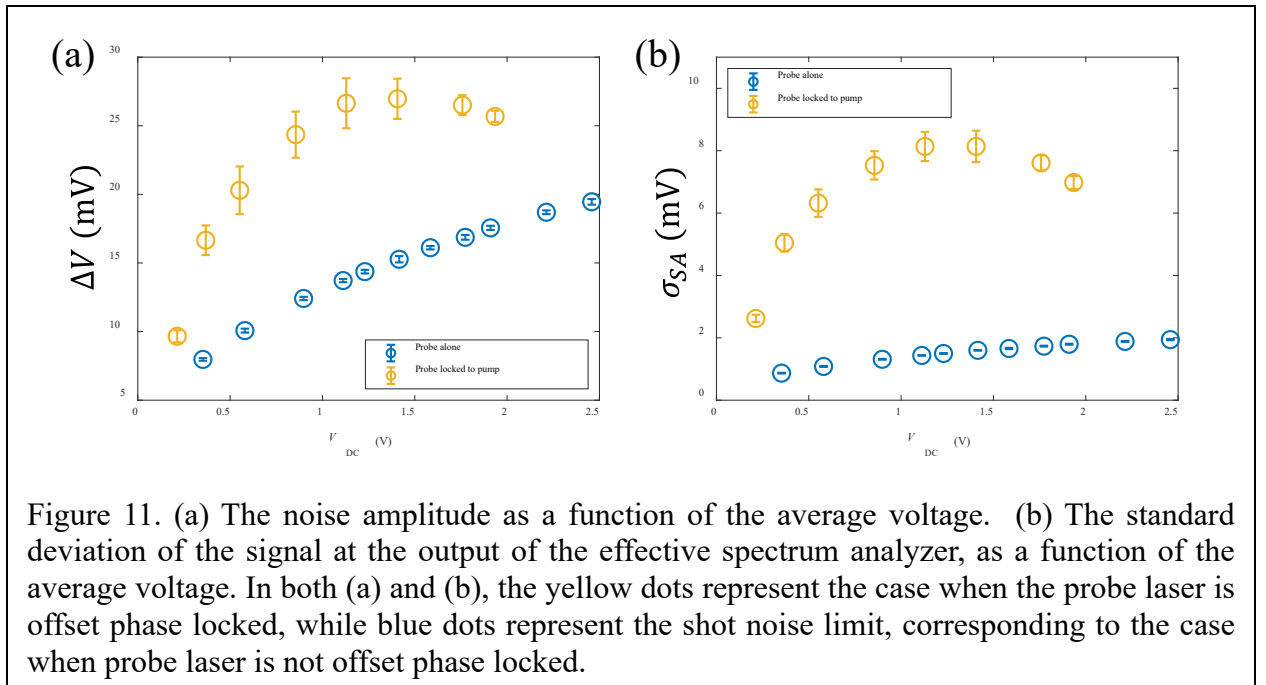 (a)
30
25
20
15
10
5
ΔV (mV)
Probe alone
Probe locked to pump
0
0.5
1
1.5
2
2.5
V DC (V)
(b)
10
8
6
4
2
0
σSA (mV)
Probe alone
Probe locked to pump
0
0.5
1
1.5
2
2.5
V DC (V)
Figure 11. (a) The noise amplitude as a function of the average voltage. (b) The standard
deviation of the signal at the output of the effective spectrum analyzer, as a function of the
average voltage. In both (a) and (b), the yellow dots represent the case when the probe laser is
offset phase locked, while blue dots represent the shot noise limit, corresponding to the case
when probe laser is not offset phase locked.